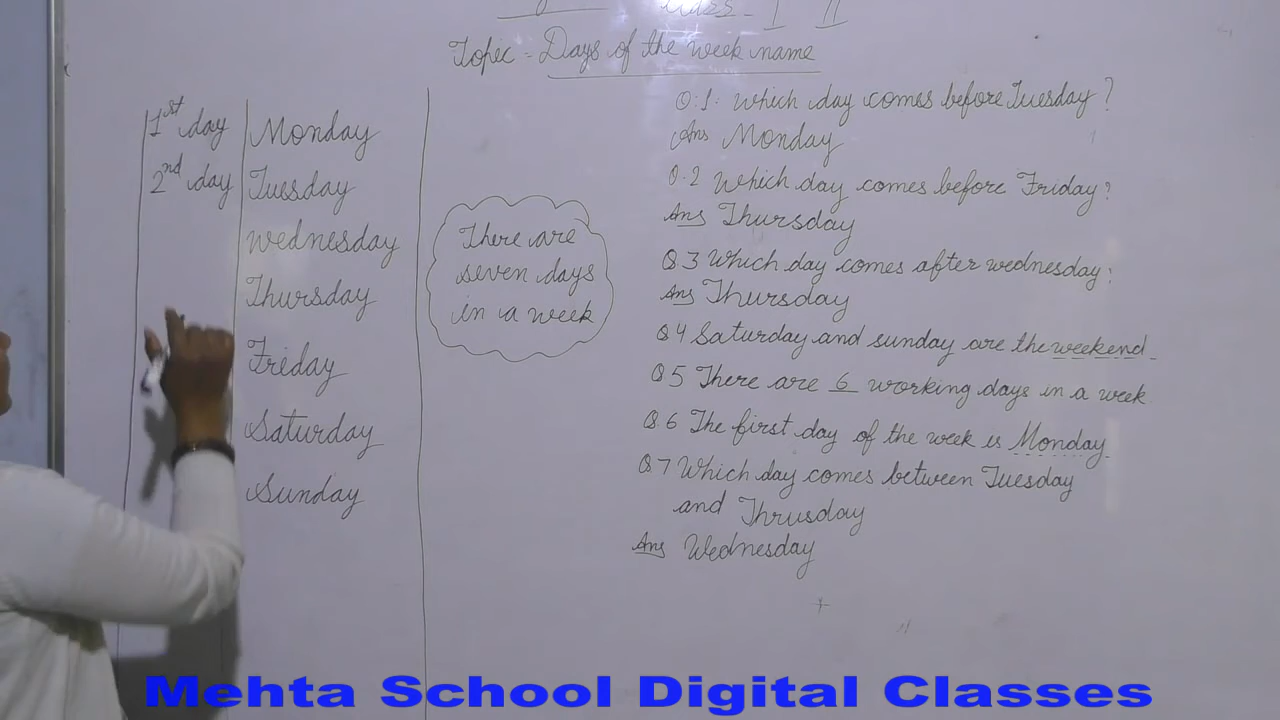 Class - I II
Topic = Days of the week name
1st day Monday
2nd day Tuesday
Wednesday
Thursday
Friday
Saturday
Sunday
There are
seven days
in a week
Q.1. Which day comes before Tuesday?
Ans Monday
Q.2 Which day comes before Friday?
Ans Thursday
Q 3 Which day comes after wednesday?
Ans Thursday
Q 4 Saturday and sunday are the weekend
Q 5 There are 6 working days in a week
Q.6 The first day of the week is Monday
Q 7 Which day comes between Tuesday
and Thrusday
Ans Wednesday
Mehta School Digital Classes